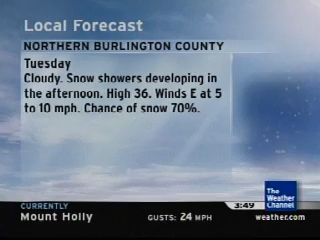 Local Forecast
NORTHERN BURLINGTON COUNTY
Tuesday
Cloudy. Snow showers developing in
the afternoon. High 36. Winds E at 5
to 10 mph. Chance of snow 70%.
CURRENTLY
Mount Holly
GUSTS: 24 MPH
3:49
The
Weather
Channel
weather.com